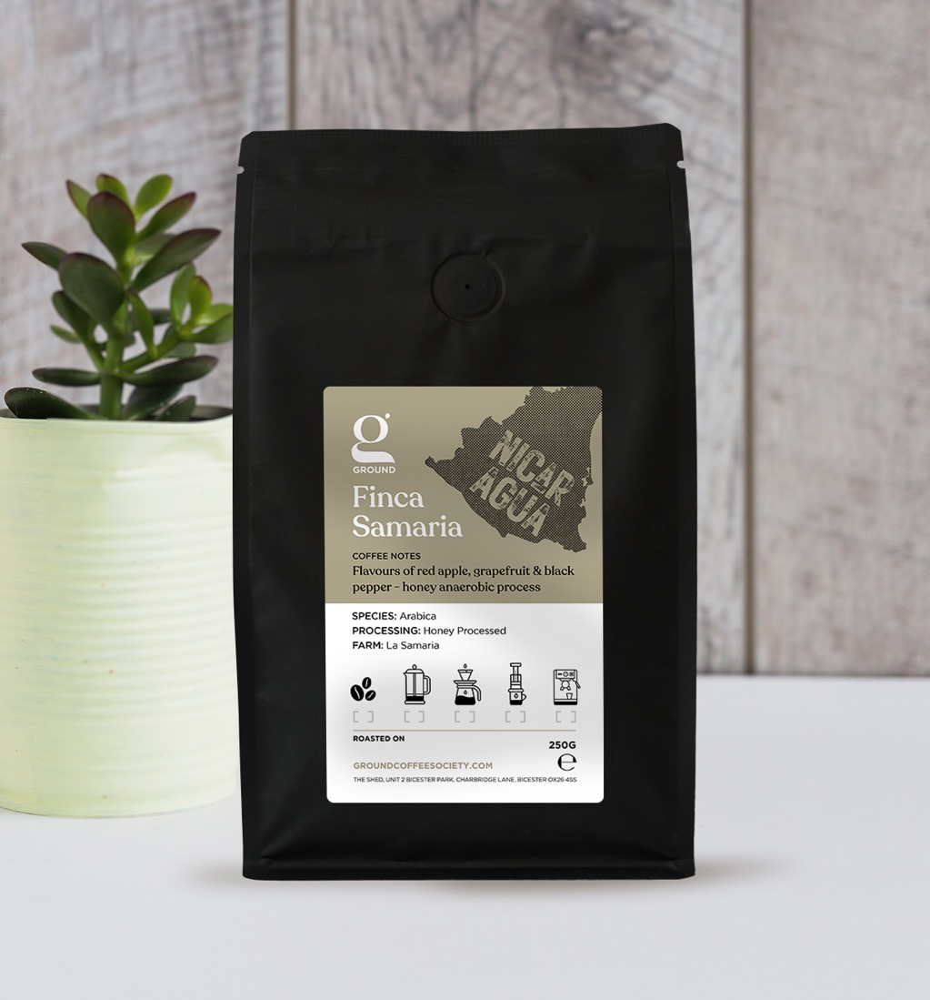 g
GROUND
NICAR
AGUA
Finca
Samaria
COFFEE NOTES
Flavours of red apple, grapefruit & black
pepper - honey anaerobic process
SPECIES: Arabica
PROCESSING: Honey Processed
FARM: La Samaria
ROASTED ON
250G
e
GROUNDCOFFEESOCIETY.COM
THE SHED, UNIT 2 BICESTER PARK, CHARBRIDGE LANE, BICESTER OX26 4SS